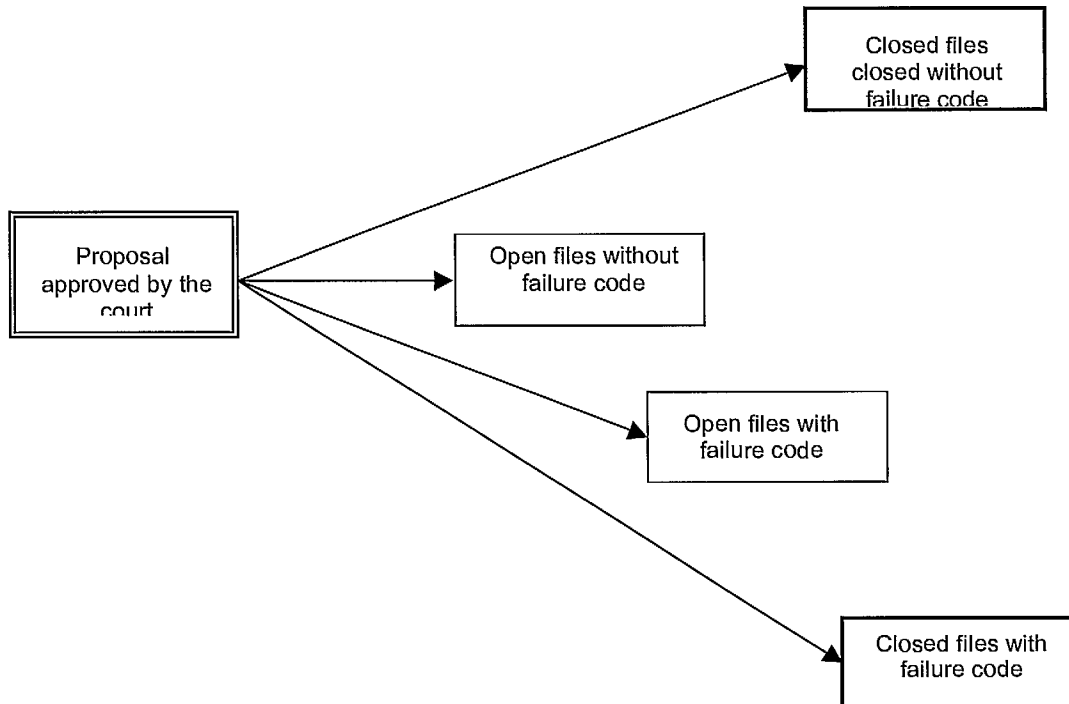 Closed files
closed without
failure code
Proposal
approved by the
court
Open files without
failure code
Open files with
failure code
Closed files with
failure code